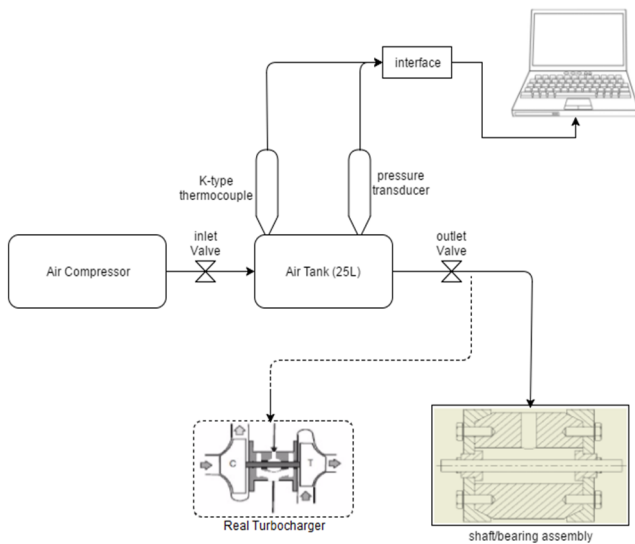 interface
K-type
thermocouple
pressure
transducer
inlet
Valve
outlet
Valve
Air Compressor
Air Tank (25L)
C
T
Real Turbocharger
shaft/bearing assembly